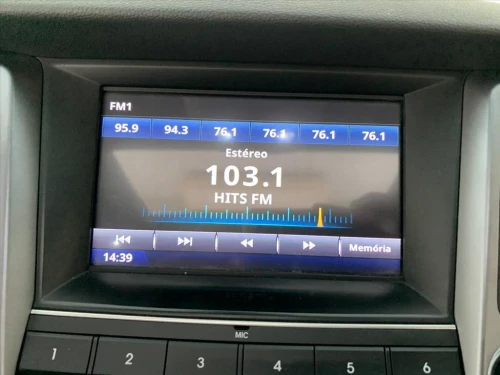 FM1
95.9 94.3 76.1 76.1 76.1 76.1
Estéreo
103.1
HITS FM
Memória
14:39
MIC
1 2 3 4 5 6